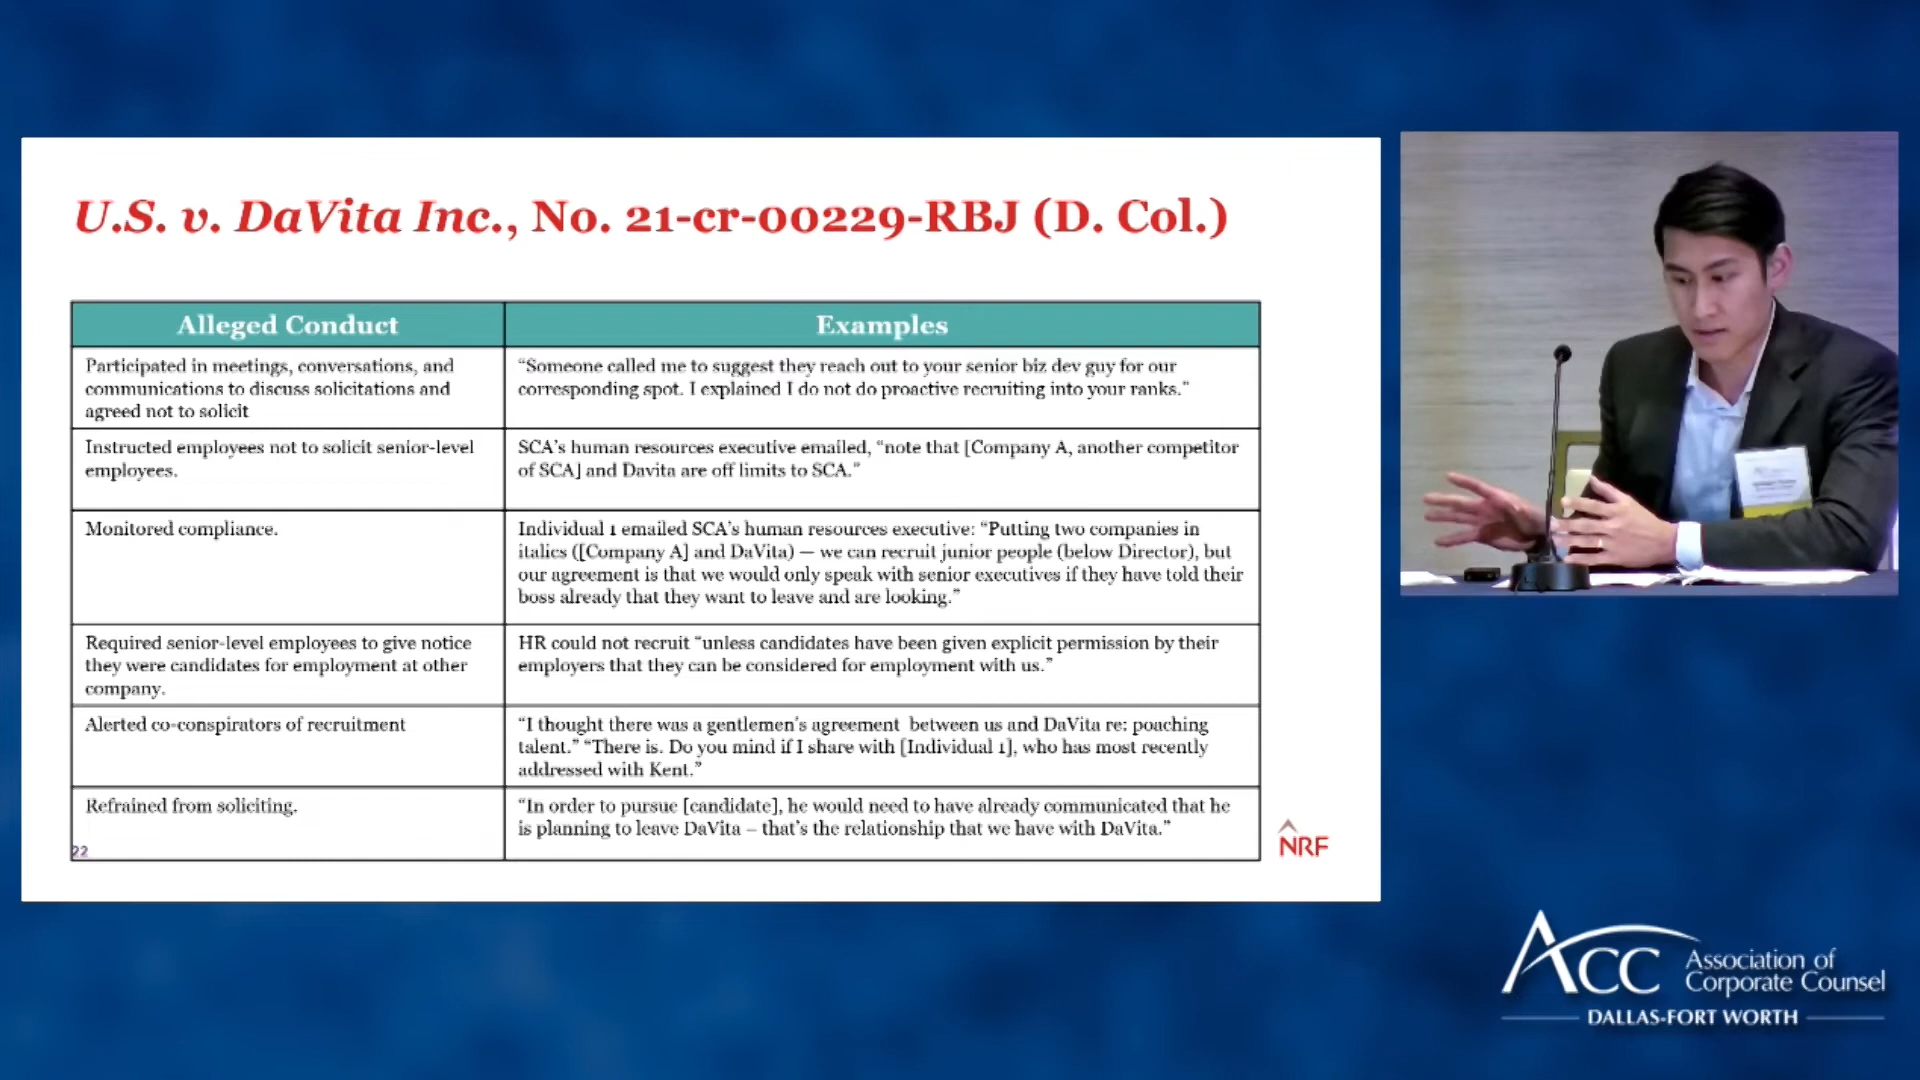 U.S. v. DaVita Inc., No. 21-cr-00229-RBJ (D. Col.)
Alleged Conduct
Examples
Participated in meetings, conversations, and
communications to discuss solicitations and
agreed not to solicit
“Someone called me to suggest they reach out to your senior biz dev guy for our
corresponding spot. I explained I do not do proactive recruiting into your ranks.”
Instructed employees not to solicit senior-level
employees.
SCA’s human resources executive emailed, “note that [Company A, another competitor
of SCA] and Davita are off limits to SCA.”
Monitored compliance.
Individual 1 emailed SCA’s human resources executive: “Putting two companies in
italics ([Company A] and DaVita) — we can recruit junior people (below Director), but
our agreement is that we would only speak with senior executives if they have told their
boss already that they want to leave and are looking.”
Required senior-level employees to give notice
they were candidates for employment at other
company.
HR could not recruit “unless candidates have been given explicit permission by their
employers that they can be considered for employment with us.”
Alerted co-conspirators of recruitment
“I thought there was a gentlemen’s agreement between us and DaVita re: poaching
talent.” “There is. Do you mind if I share with [Individual 1], who has most recently
addressed with Kent.”
Refrained from soliciting.
“In order to pursue [candidate], he would need to have already communicated that he
is planning to leave DaVita – that’s the relationship that we have with DaVita.”
22
NRF
ACC
Association of
Corporate Counsel
DALLAS-FORT WORTH